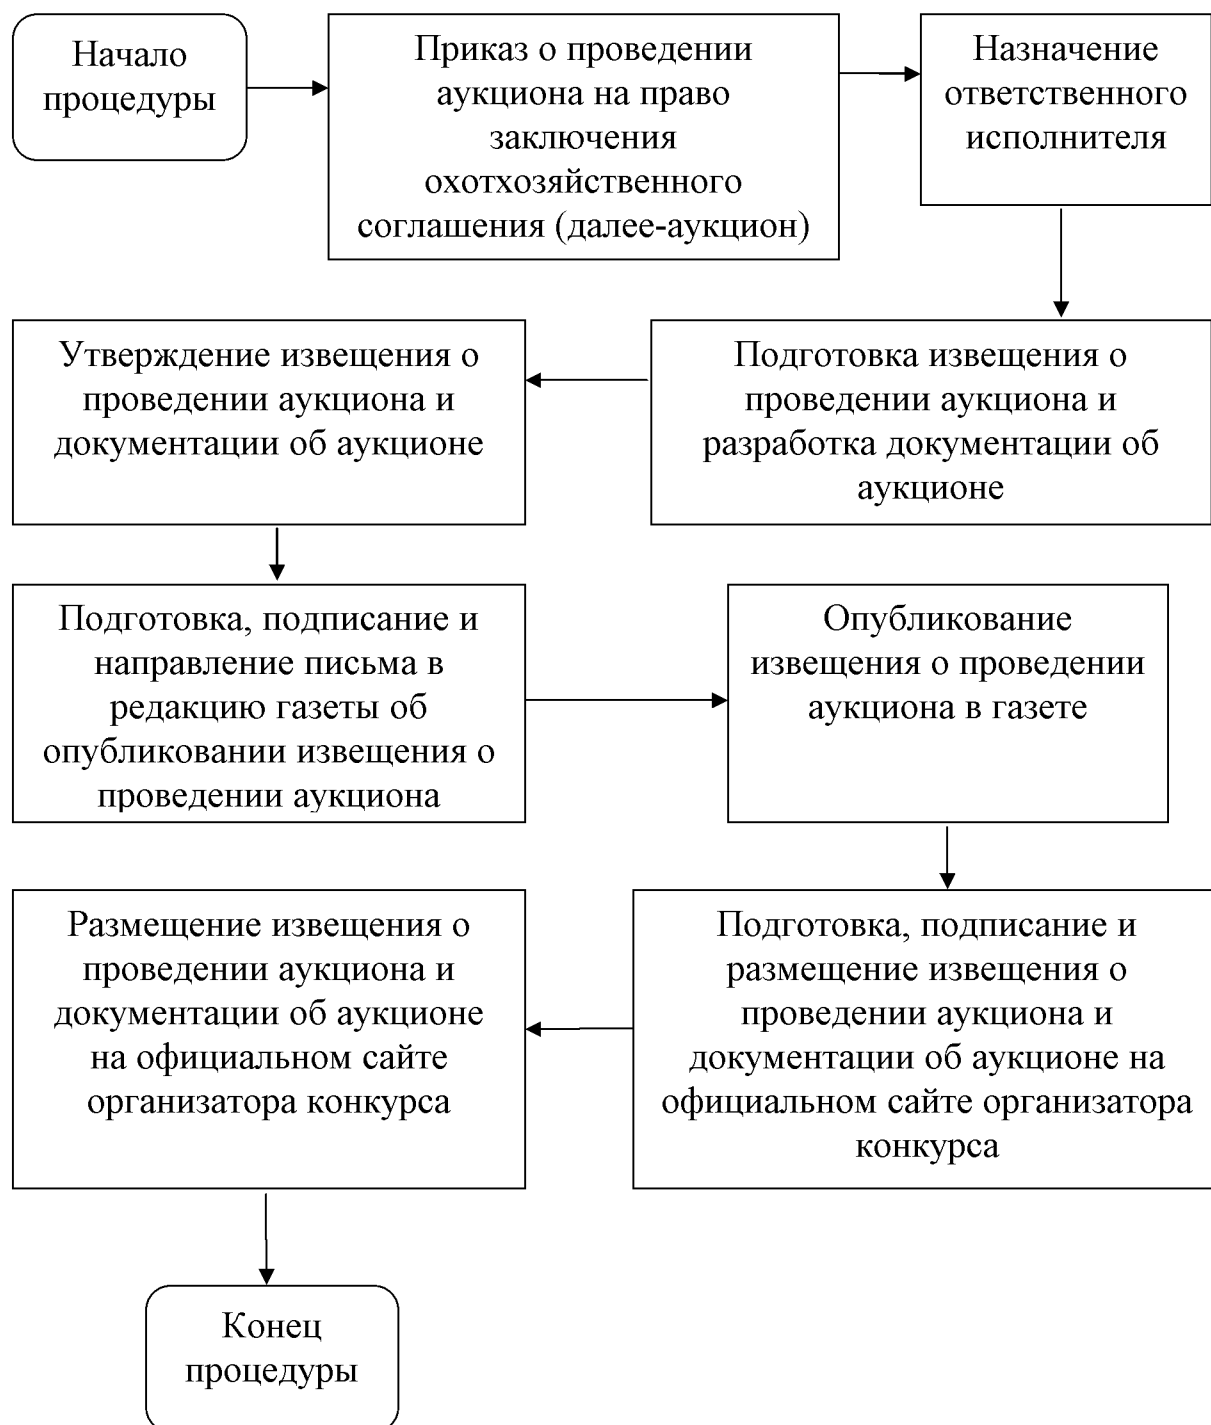 Начало
процедуры
Приказ о проведении
аукциона на право
заключения
охотхозяйственного
соглашения (далее-аукцион)
Назначение
ответственного
исполнителя
Подготовка извещения о
проведении аукциона и
разработка документации об
аукционе
Утверждение извещения о
проведении аукциона и
документации об аукционе
Подготовка, подписание и
направление письма в
редакцию газеты об
опубликовании извещения о
проведении аукциона
Опубликование
извещения о проведении
аукциона в газете
Подготовка, подписание и
размещение извещения о
проведении аукциона и
документации об аукционе на
официальном сайте организатора
конкурса
Размещение извещения о
проведении аукциона и
документации об аукционе
на официальном сайте
организатора конкурса
Конец
процедуры